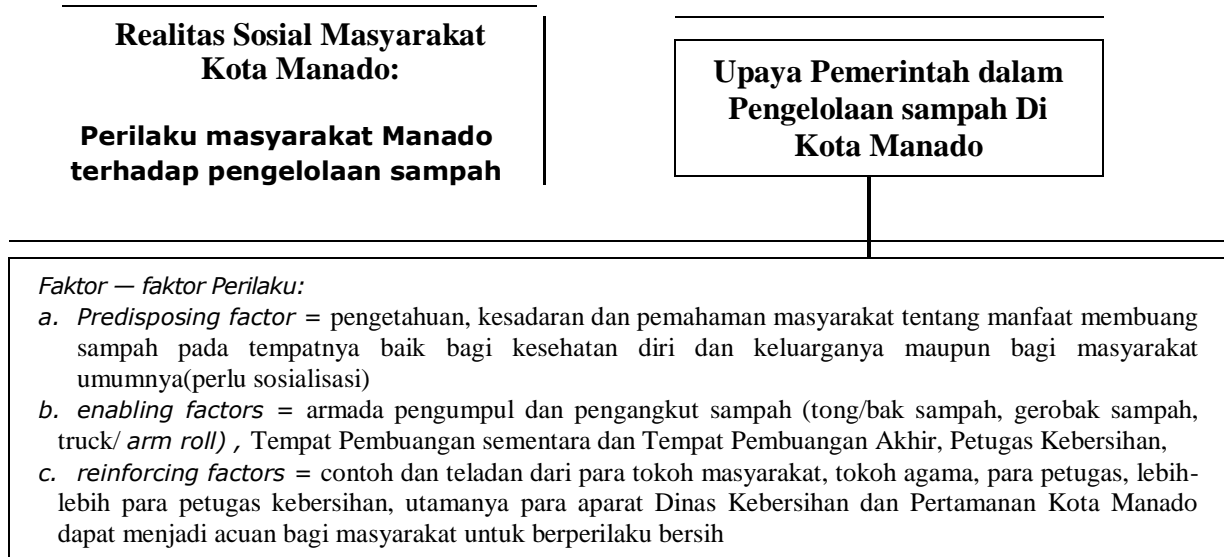 Realitas Sosial Masyarakat
Kota Manado:
Perilaku masyarakat Manado
terhadap pengelolaan sampah
Upaya Pemerintah dalam
Pengelolaan sampah Di
Kota Manado
Faktor — faktor Perilaku:
a. Predisposing factor = pengetahuan, kesadaran dan pemahaman masyarakat tentang manfaat membuang
sampah pada tempatnya baik bagi kesehatan diri dan keluarganya maupun bagi masyarakat
umumnya(perlu sosialisasi)
b. enabling factors = armada pengumpul dan pengangkut sampah (tong/bak sampah, gerobak sampah,
truck/ arm roll) , Tempat Pembuangan sementara dan Tempat Pembuangan Akhir, Petugas Kebersihan,
c. reinforcing factors = contoh dan teladan dari para tokoh masyarakat, tokoh agama, para petugas, lebih-
lebih para petugas kebersihan, utamanya para aparat Dinas Kebersihan dan Pertamanan Kota Manado
dapat menjadi acuan bagi masyarakat untuk berperilaku bersih